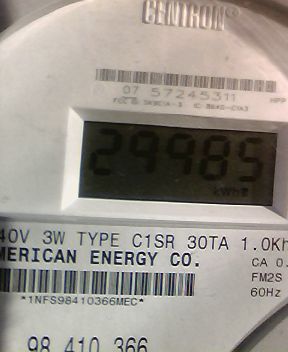 CENTRON®
07 57245311 HPP
29985
kWh
40V 3W TYPE C1SR 30TA 1.0Kh
MERICAN ENERGY CO. CA 0.
FM2S
*1NFS98410366MEC* 60Hz
98 410 366